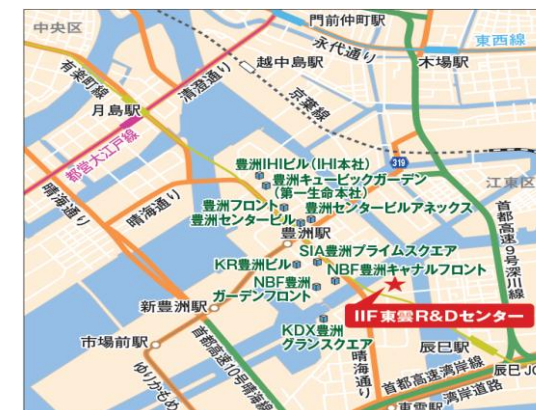 中央区
門前仲町駅
永代通り
東西線
越中島駅
木場駅
有楽町線
清澄通り
京葉線
月島駅
都営大江戸線
晴海通り
晴海通り
319
江東区
豊洲IHIビル(IHI本社)
豊洲キュービックガーデン
(第一生命本社)
豊洲フロント
豊洲センタービルアネックス
豊洲センタービル
首都高速9号深川線
豊洲駅
SIA豊洲プライムスクエア
KR豊洲ビル
NBF豊洲キャナルフロント
NBF豊洲
ガーデンフロント
IIF東雲R&Dセンター
新豊洲駅
KDX豊洲
グランスクエア
市場前駅
首都高速10号晴海線
晴海通り
辰巳駅
ゆりかもめ
首都高速湾岸線
辰巳JC
湾岸道路
東雲駅